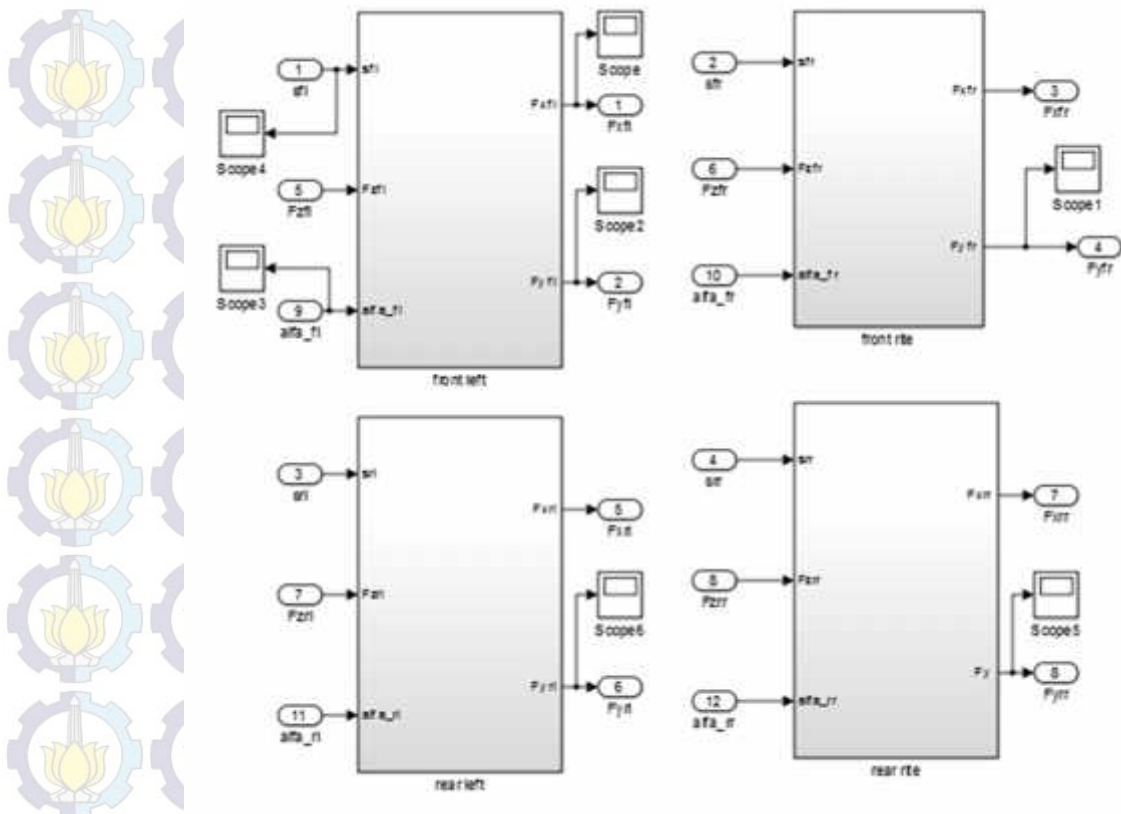 Scope
1
sfl
sfl
Fxfl
1
Fxfl
Scope4
5
Fzfl
Fzfl
Scope2
Scope3
9
alfa_fl
alfa_fl
Fyfl
2
Fyfl
front left
2
sfr
sfr
Fxfr
3
Fxfr
6
Fzfr
Fzfr
Scope1
Fyfr
4
Fyfr
10
alfa_fr
alfa_fr
front rite
3
srl
srl
Fxrl
5
Fxrl
7
Fzrl
Fzrl
Scope6
Fyrl
6
Fyrl
11
alfa_rl
alfa_rl
rear left
4
srr
srr
Fxrr
7
Fxrr
8
Fzrr
Fzrr
Scope5
Fy
8
Fyrr
12
alfa_rr
alfa_rr
rear rite